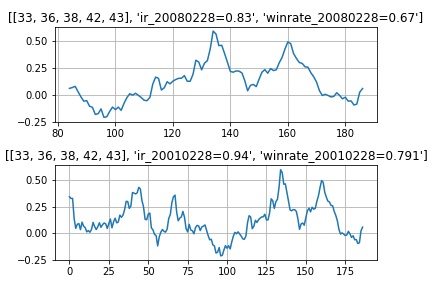 [[33, 36, 38, 42, 43], 'ir_20080228=0.83', 'winrate_20080228=0.67']
0.50
0.25
0.00
−0.25
80 100 120 140 160 180
[[33, 36, 38, 42, 43], 'ir_20010228=0.94', 'winrate_20010228=0.791']
0.50
0.25
0.00
−0.25
0 25 50 75 100 125 150 175